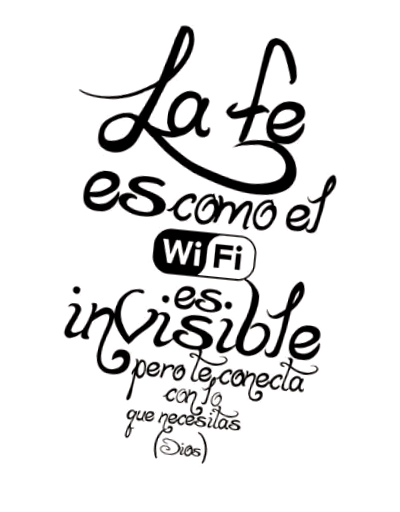 La fe
es como el
WiFi
es
invisible
pero te conecta
con lo
que necesitas
(Dios)